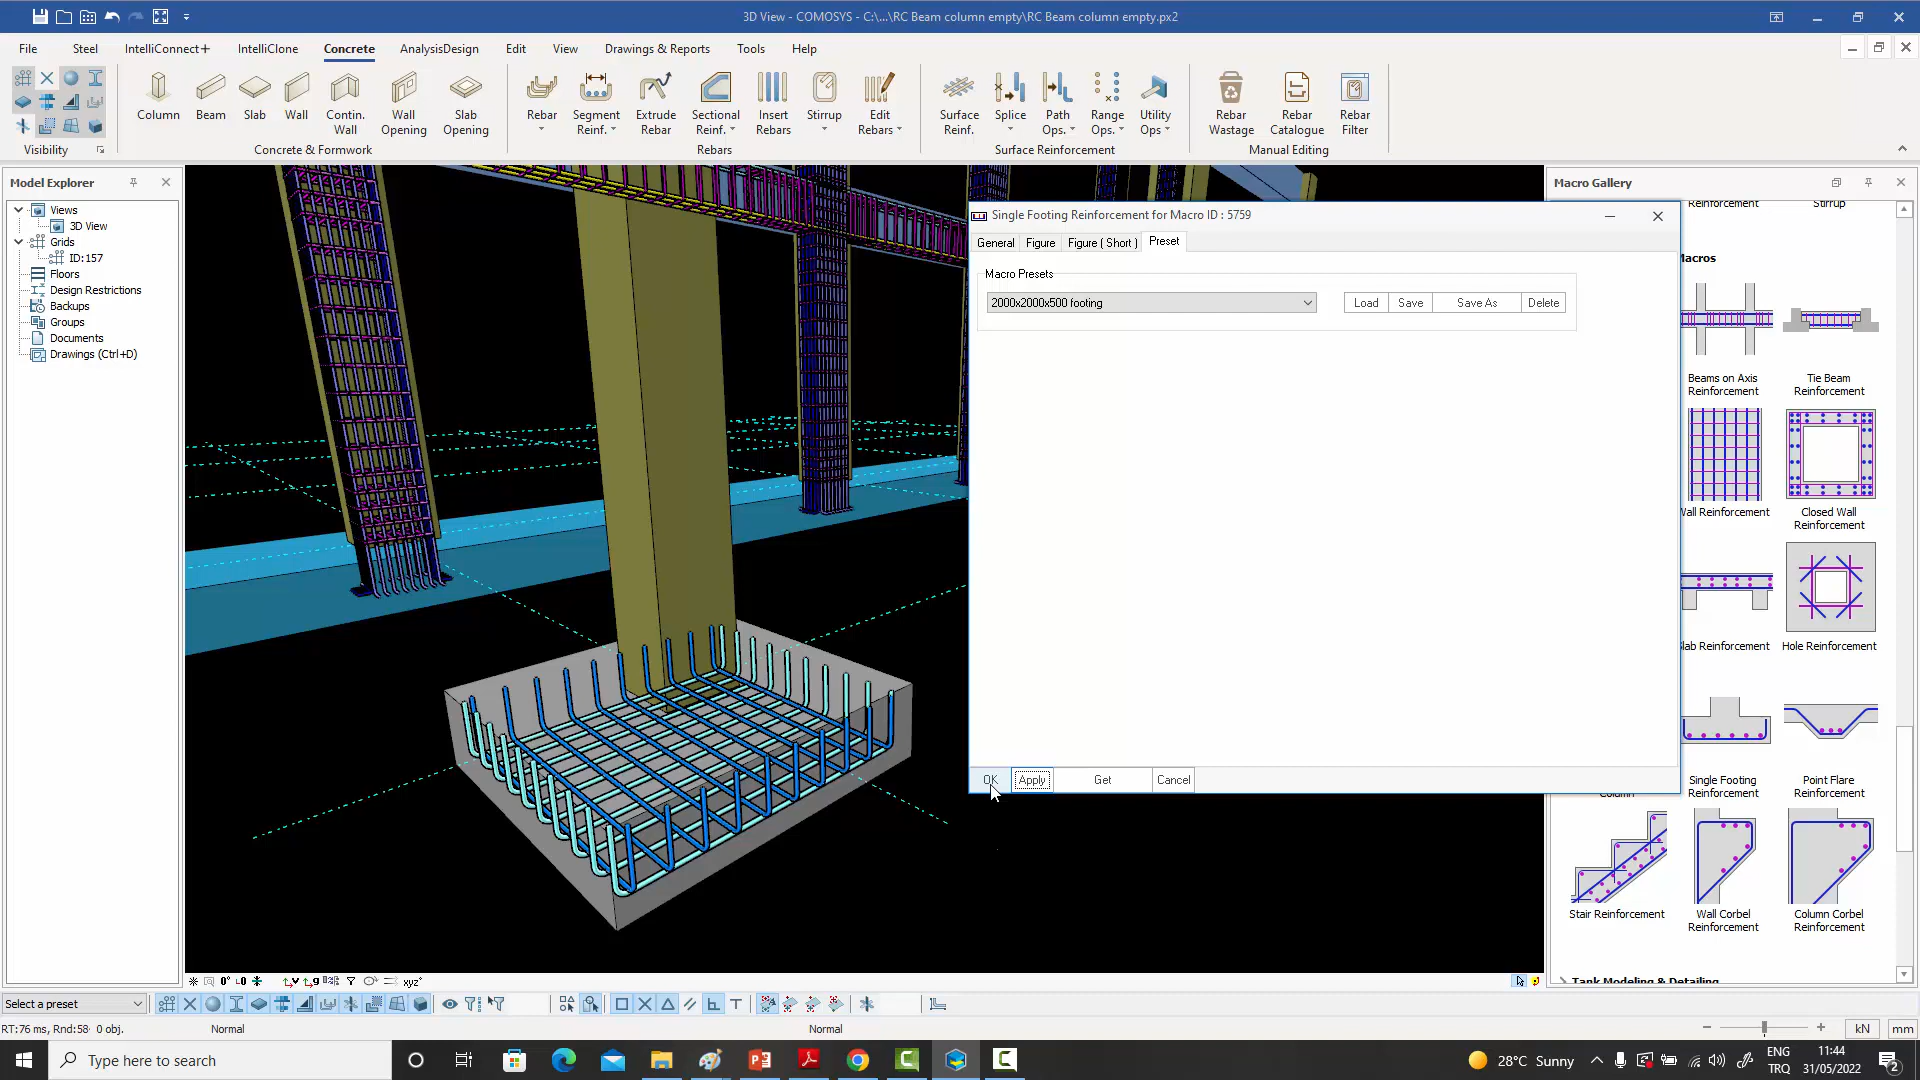 3D View - COMOSYS - C:\...\RC Beam column empty\RC Beam column empty.px2
File
Steel
IntelliConnect+
IntelliClone
Concrete
AnalysisDesign
Edit
View
Drawings & Reports
Tools
Help
Column
Beam
Slab
Wall
Contin. Wall
Wall Opening
Slab Opening
Rebar
Segment Reinf.
Extrude Rebar
Sectional Reinf.
Insert Rebars
Stirrup
Edit Rebars
Surface Reinf.
Splice
Path Ops.
Range Ops.
Utility Ops
Rebar Wastage
Rebar Catalogue
Rebar Filter
Visibility
Concrete & Formwork
Rebars
Surface Reinforcement
Manual Editing
Model Explorer
Views
3D View
Grids
ID:157
Floors
Design Restrictions
Backups
Groups
Documents
Drawings (Ctrl+D)
Single Footing Reinforcement for Macro ID : 5759
General
Figure
Figure ( Short )
Preset
Macro Presets
2000x2000x500 footing
Load
Save
Save As
Delete
OK
Apply
Get
Cancel
Macro Gallery
Reinforcement
Stirrup
Beams on Axis Reinforcement
Tie Beam Reinforcement
Closed Wall Reinforcement
Hole Reinforcement
Single Footing Reinforcement
Point Flare Reinforcement
Stair Reinforcement
Wall Corbel Reinforcement
Column Corbel Reinforcement
Tank Modeling & Detailing
xyz
Select a preset
RT:76 ms, Rnd:58
0 obj.
Normal
Normal
kN
mm
Type here to search
28°C Sunny
ENG
TRQ
11:44
31/05/2022
2